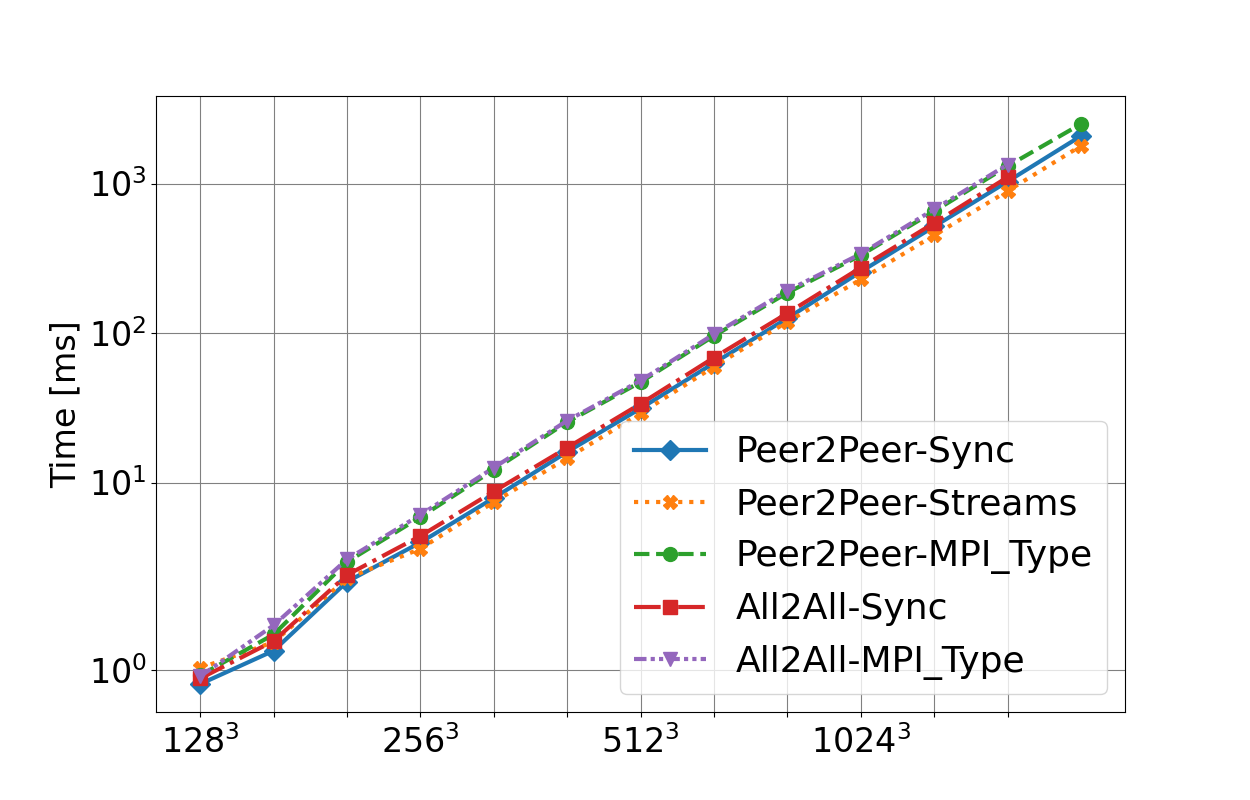 Time [ms]
10³
10²
10¹
10⁰
128³ 256³ 512³ 1024³
Peer2Peer-Sync
Peer2Peer-Streams
Peer2Peer-MPI_Type
All2All-Sync
All2All-MPI_Type